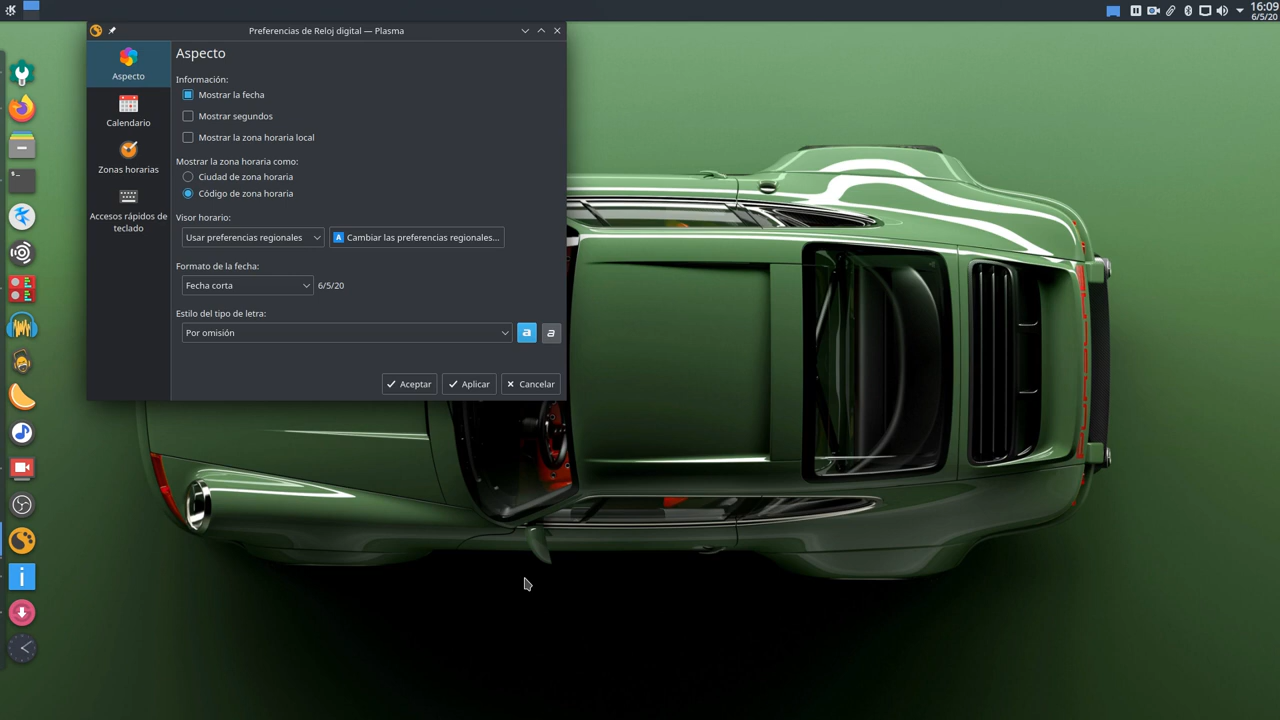 16:09
6/5/20
Preferencias de Reloj digital — Plasma
Aspecto
Calendario
Zonas horarias
Accesos rápidos de
teclado
Aspecto
Información:
Mostrar la fecha
Mostrar segundos
Mostrar la zona horaria local
Mostrar la zona horaria como:
Ciudad de zona horaria
Código de zona horaria
Visor horario:
Usar preferencias regionales
A Cambiar las preferencias regionales...
Formato de la fecha:
Fecha corta
6/5/20
Estilo del tipo de letra:
Por omisión
a
a
Aceptar
Aplicar
Cancelar